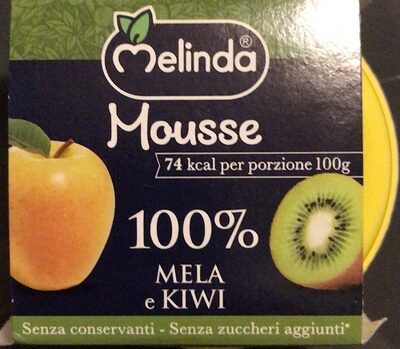 Melinda®
Mousse
74 kcal per porzione 100g
100%
MELA
e KIWI
Senza conservanti - Senza zuccheri aggiunti*